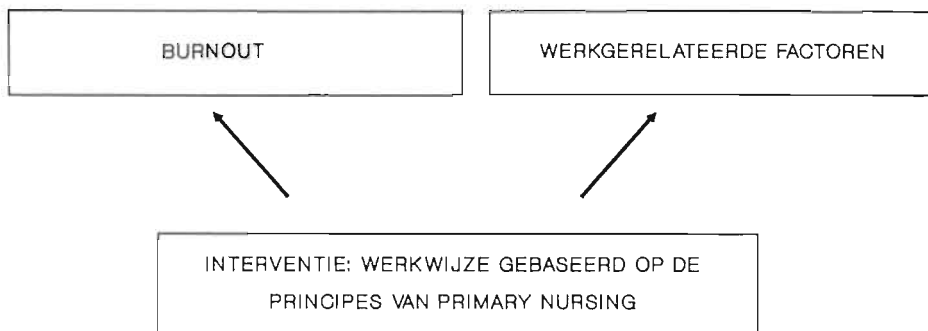 BURNOUT
WERKGERELATEERDE FACTOREN
INTERVENTIE: WERKWIJZE GEBASEERD OP DE
PRINCIPES VAN PRIMARY NURSING